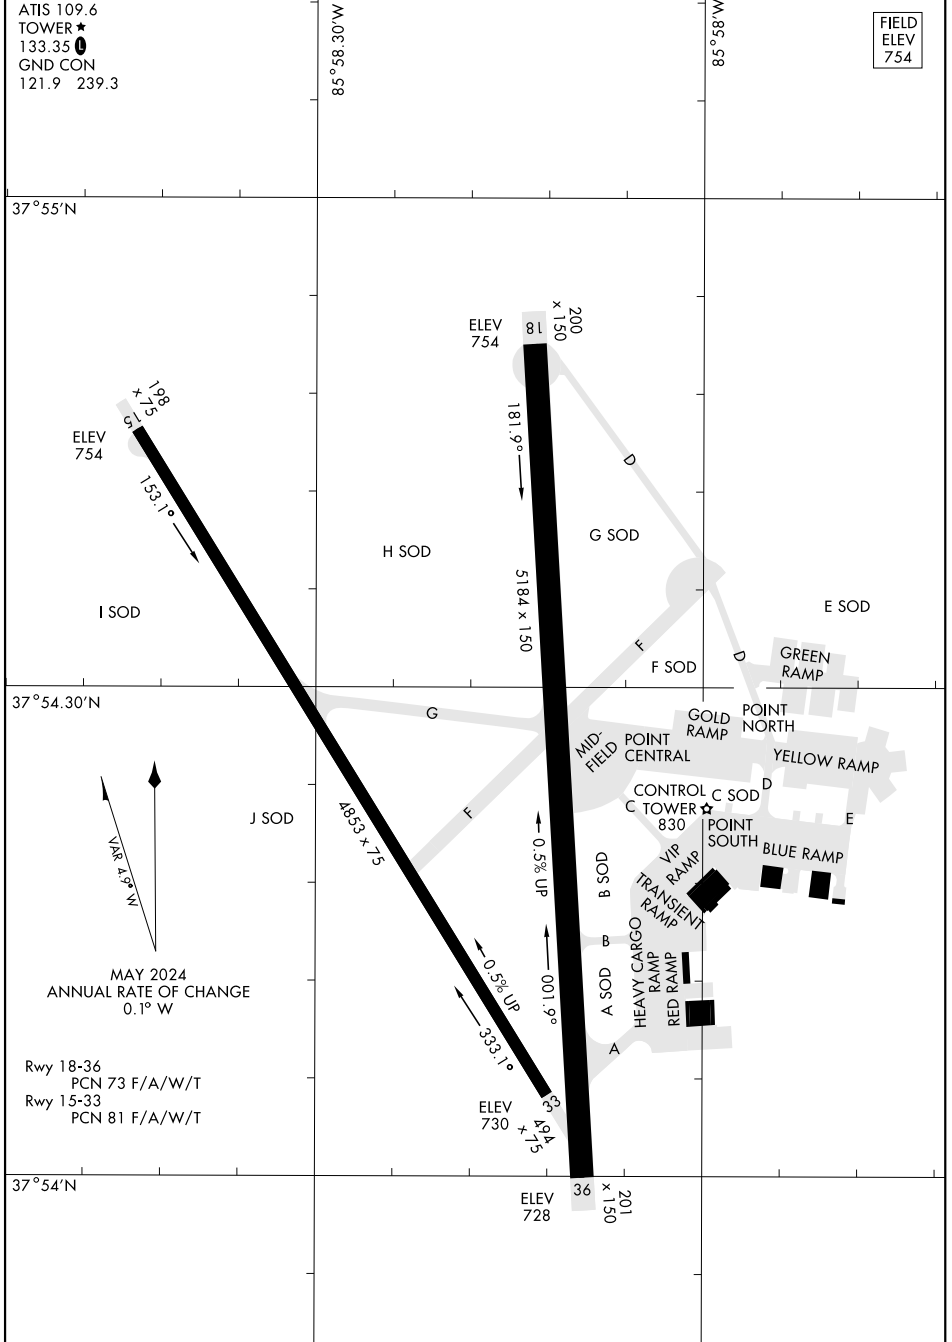 ATIS 109.6
TOWER ★
133.35 Ⓛ
GND CON
121.9 239.3
85°58.30'W
85°58'W
FIELD
ELEV
754
37°55'N
ELEV
754
18
200
x 150
198
x 75
15
ELEV
754
153.1°
181.9°
D
H SOD
G SOD
5184 x 150
I SOD
E SOD
F
F SOD
D
GREEN
RAMP
37°54.30'N
G
GOLD
RAMP
POINT
NORTH
MID-
FIELD
POINT
CENTRAL
YELLOW RAMP
D
CONTROL
TOWER
830
C SOD
C
J SOD
4853 x 75
F
POINT
SOUTH
E
VAR 4.9° W
0.5% UP
B SOD
VIP
RAMP
BLUE RAMP
TRANSIENT
RAMP
B
MAY 2024
ANNUAL RATE OF CHANGE
0.1° W
0.5% UP
001.9°
A SOD
HEAVY CARGO
RAMP
RED RAMP
333.1°
A
Rwy 18-36
PCN 73 F/A/W/T
Rwy 15-33
PCN 81 F/A/W/T
ELEV
730
33
494
x 75
37°54'N
ELEV
728
36
201
x 150